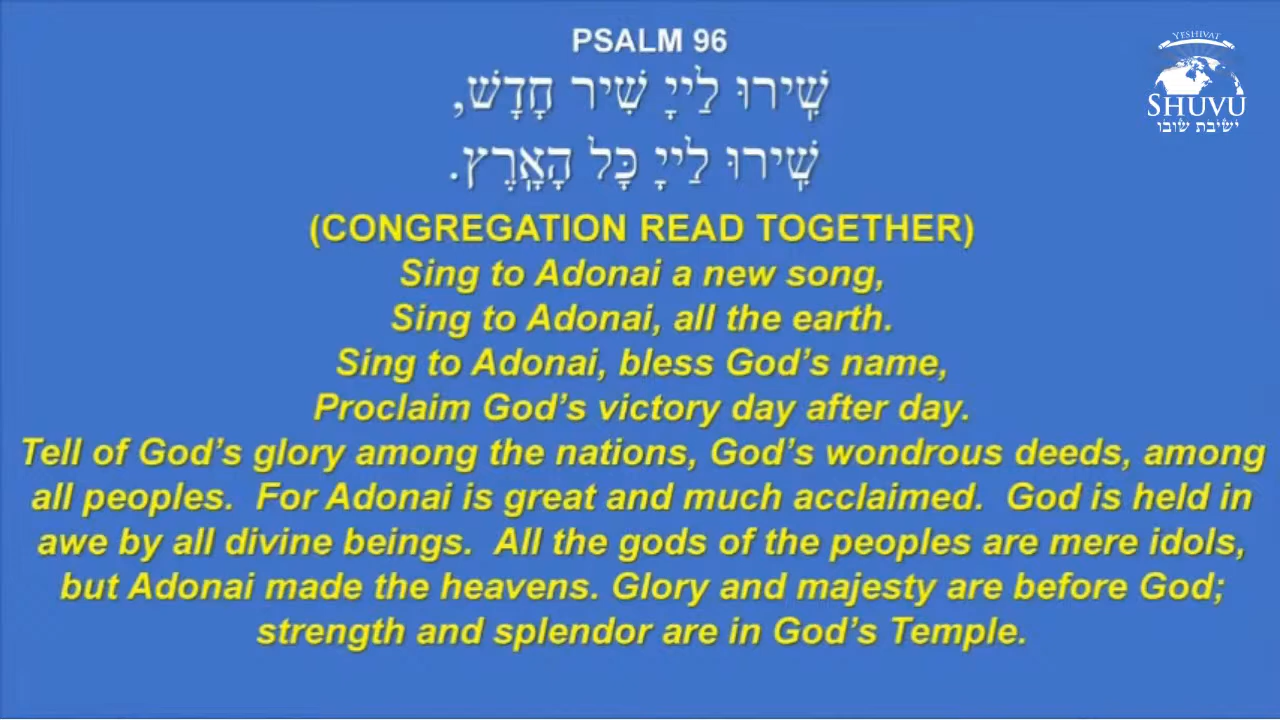 PSALM 96
שִֽׁירוּ לַייָ שִׁיר חָדָשׁ,
שִֽׁירוּ לַייָ כָּל הָאָֽרֶץ.
(CONGREGATION READ TOGETHER)
Sing to Adonai a new song,
Sing to Adonai, all the earth.
Sing to Adonai, bless God’s name,
Proclaim God’s victory day after day.
Tell of God’s glory among the nations, God’s wondrous deeds, among
all peoples.  For Adonai is great and much acclaimed.  God is held in
awe by all divine beings.  All the gods of the peoples are mere idols,
but Adonai made the heavens. Glory and majesty are before God;
strength and splendor are in God’s Temple.
YESHIVAT
SHUVU
ישיבת שובו